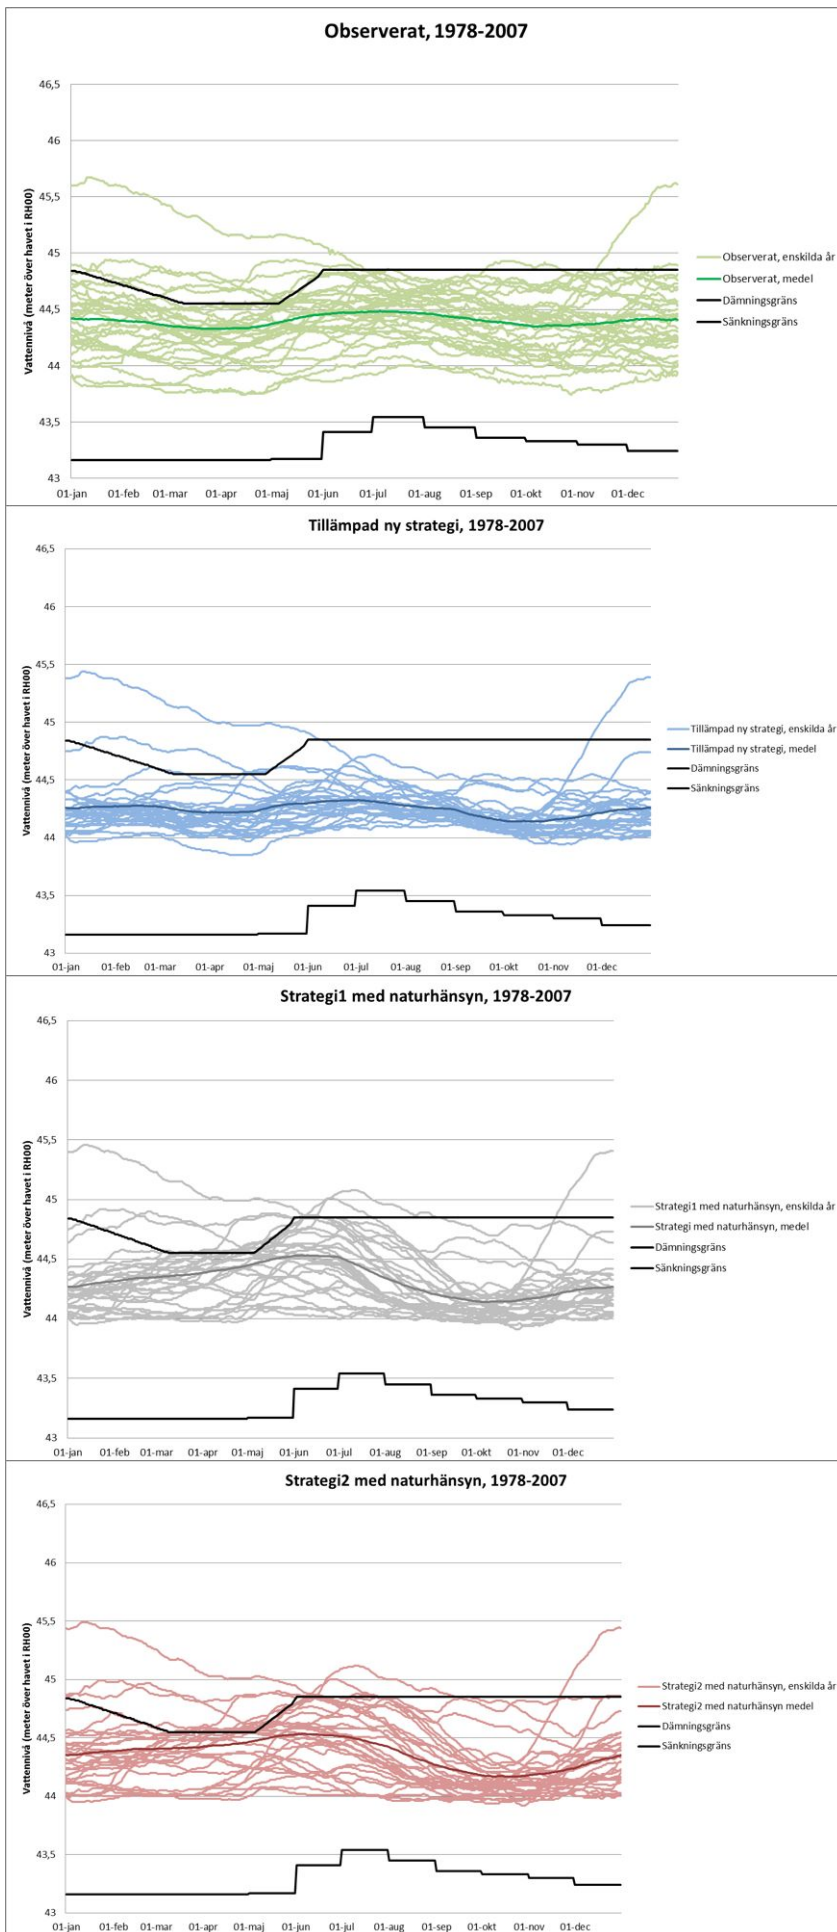 Observerat, 1978-2007
Vattennivå (meter över havet i RH00)
46,5
46
45,5
45
44,5
44
43,5
43
01-jan 01-feb 01-mar 01-apr 01-maj 01-jun 01-jul 01-aug 01-sep 01-okt 01-nov 01-dec
Observerat, enskilda år
Observerat, medel
Dämningsgräns
Sänkningsgräns
Tillämpad ny strategi, 1978-2007
Vattennivå (meter över havet i RH00)
46,5
46
45,5
45
44,5
44
43,5
43
01-jan 01-feb 01-mar 01-apr 01-maj 01-jun 01-jul 01-aug 01-sep 01-okt 01-nov 01-dec
Tillämpad ny strategi, enskilda år
Tillämpad ny strategi, medel
Dämningsgräns
Sänkningsgräns
Strategi1 med naturhänsyn, 1978-2007
Vattennivå (meter över havet i RH00)
46,5
46
45,5
45
44,5
44
43,5
43
01-jan 01-feb 01-mar 01-apr 01-maj 01-jun 01-jul 01-aug 01-sep 01-okt 01-nov 01-dec
Strategi1 med naturhänsyn, enskilda år
Strategi med naturhänsyn, medel
Dämningsgräns
Sänkningsgräns
Strategi2 med naturhänsyn, 1978-2007
Vattennivå (meter över havet i RH00)
46,5
46
45,5
45
44,5
44
43,5
43
01-jan 01-feb 01-mar 01-apr 01-maj 01-jun 01-jul 01-aug 01-sep 01-okt 01-nov 01-dec
Strategi2 med naturhänsyn, enskilda år
Strategi2 med naturhänsyn medel
Dämningsgräns
Sänkningsgräns